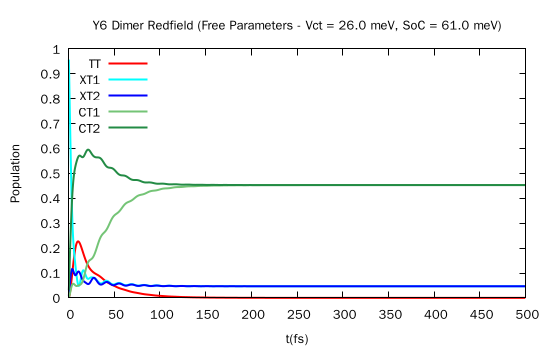 Y6 Dimer Redfield (Free Parameters - Vct = 26.0 meV, SoC = 61.0 meV)
1
0.9
0.8
0.7
0.6
0.5
0.4
0.3
0.2
0.1
0
Population
TT
XT1
XT2
CT1
CT2
0 50 100 150 200 250 300 350 400 450 500
t(fs)